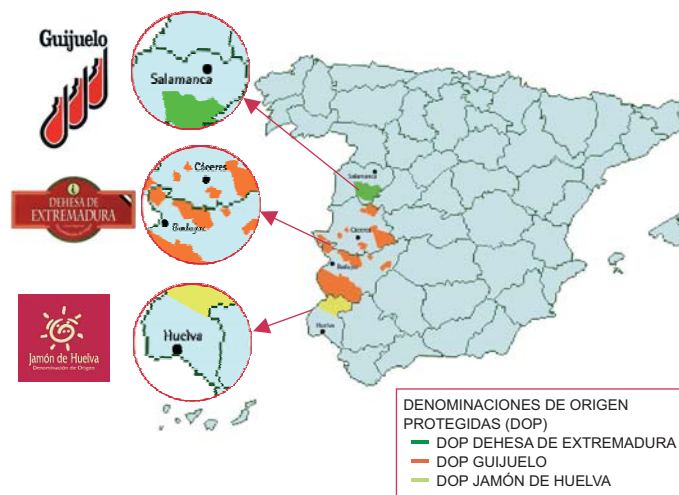 Guijuelo
Salamanca
DEHESA DE
EXTREMADURA
Cáceres
Badajoz
Jamón de Huelva
Denominación de Origen
Huelva
Salamanca
Cáceres
Badajoz
Huelva
DENOMINACIONES DE ORIGEN
PROTEGIDAS (DOP)
DOP DEHESA DE EXTREMADURA
DOP GUIJUELO
DOP JAMÓN DE HUELVA